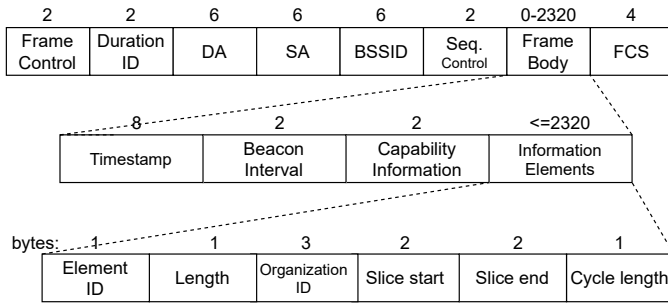 2 2 6 6 6 2 0-2320 4
Frame Control Duration ID DA SA BSSID Seq. Control Frame Body FCS
8 2 2 <=2320
Timestamp Beacon Interval Capability Information Information Elements
bytes: 1 1 3 2 2 1
Element ID Length Organization ID Slice start Slice end Cycle length